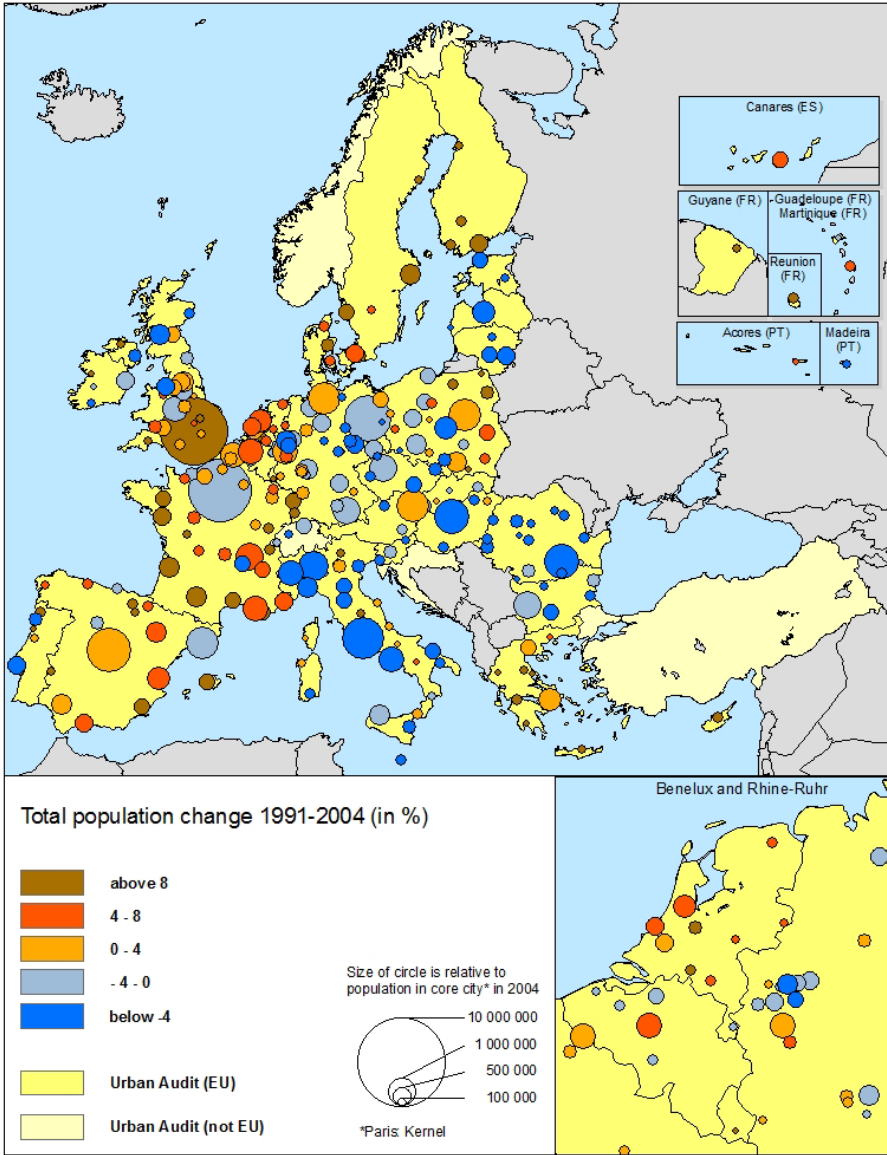 Canares (ES)
Guyane (FR)
Guadeloupe (FR)
Martinique (FR)
Reunion
(FR)
Acores (PT)
Madeira
(PT)
Benelux and Rhine-Ruhr
Total population change 1991-2004 (in %)
above 8
4 - 8
0 - 4
- 4 - 0
below -4
Urban Audit (EU)
Urban Audit (not EU)
Size of circle is relative to
population in core city* in 2004
10 000 000
1 000 000
500 000
100 000
*Paris: Kernel